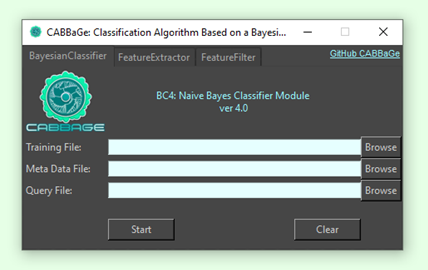 CABBaGe: Classification Algorithm Based on a Bayesi...
BayesianClassifier
FeatureExtractor
FeatureFilter
GitHub CABBaGe
BC4: Naive Bayes Classifier Module
ver 4.0
CABBAGE
Training File:
Browse
Meta Data File:
Browse
Query File:
Browse
Start
Clear